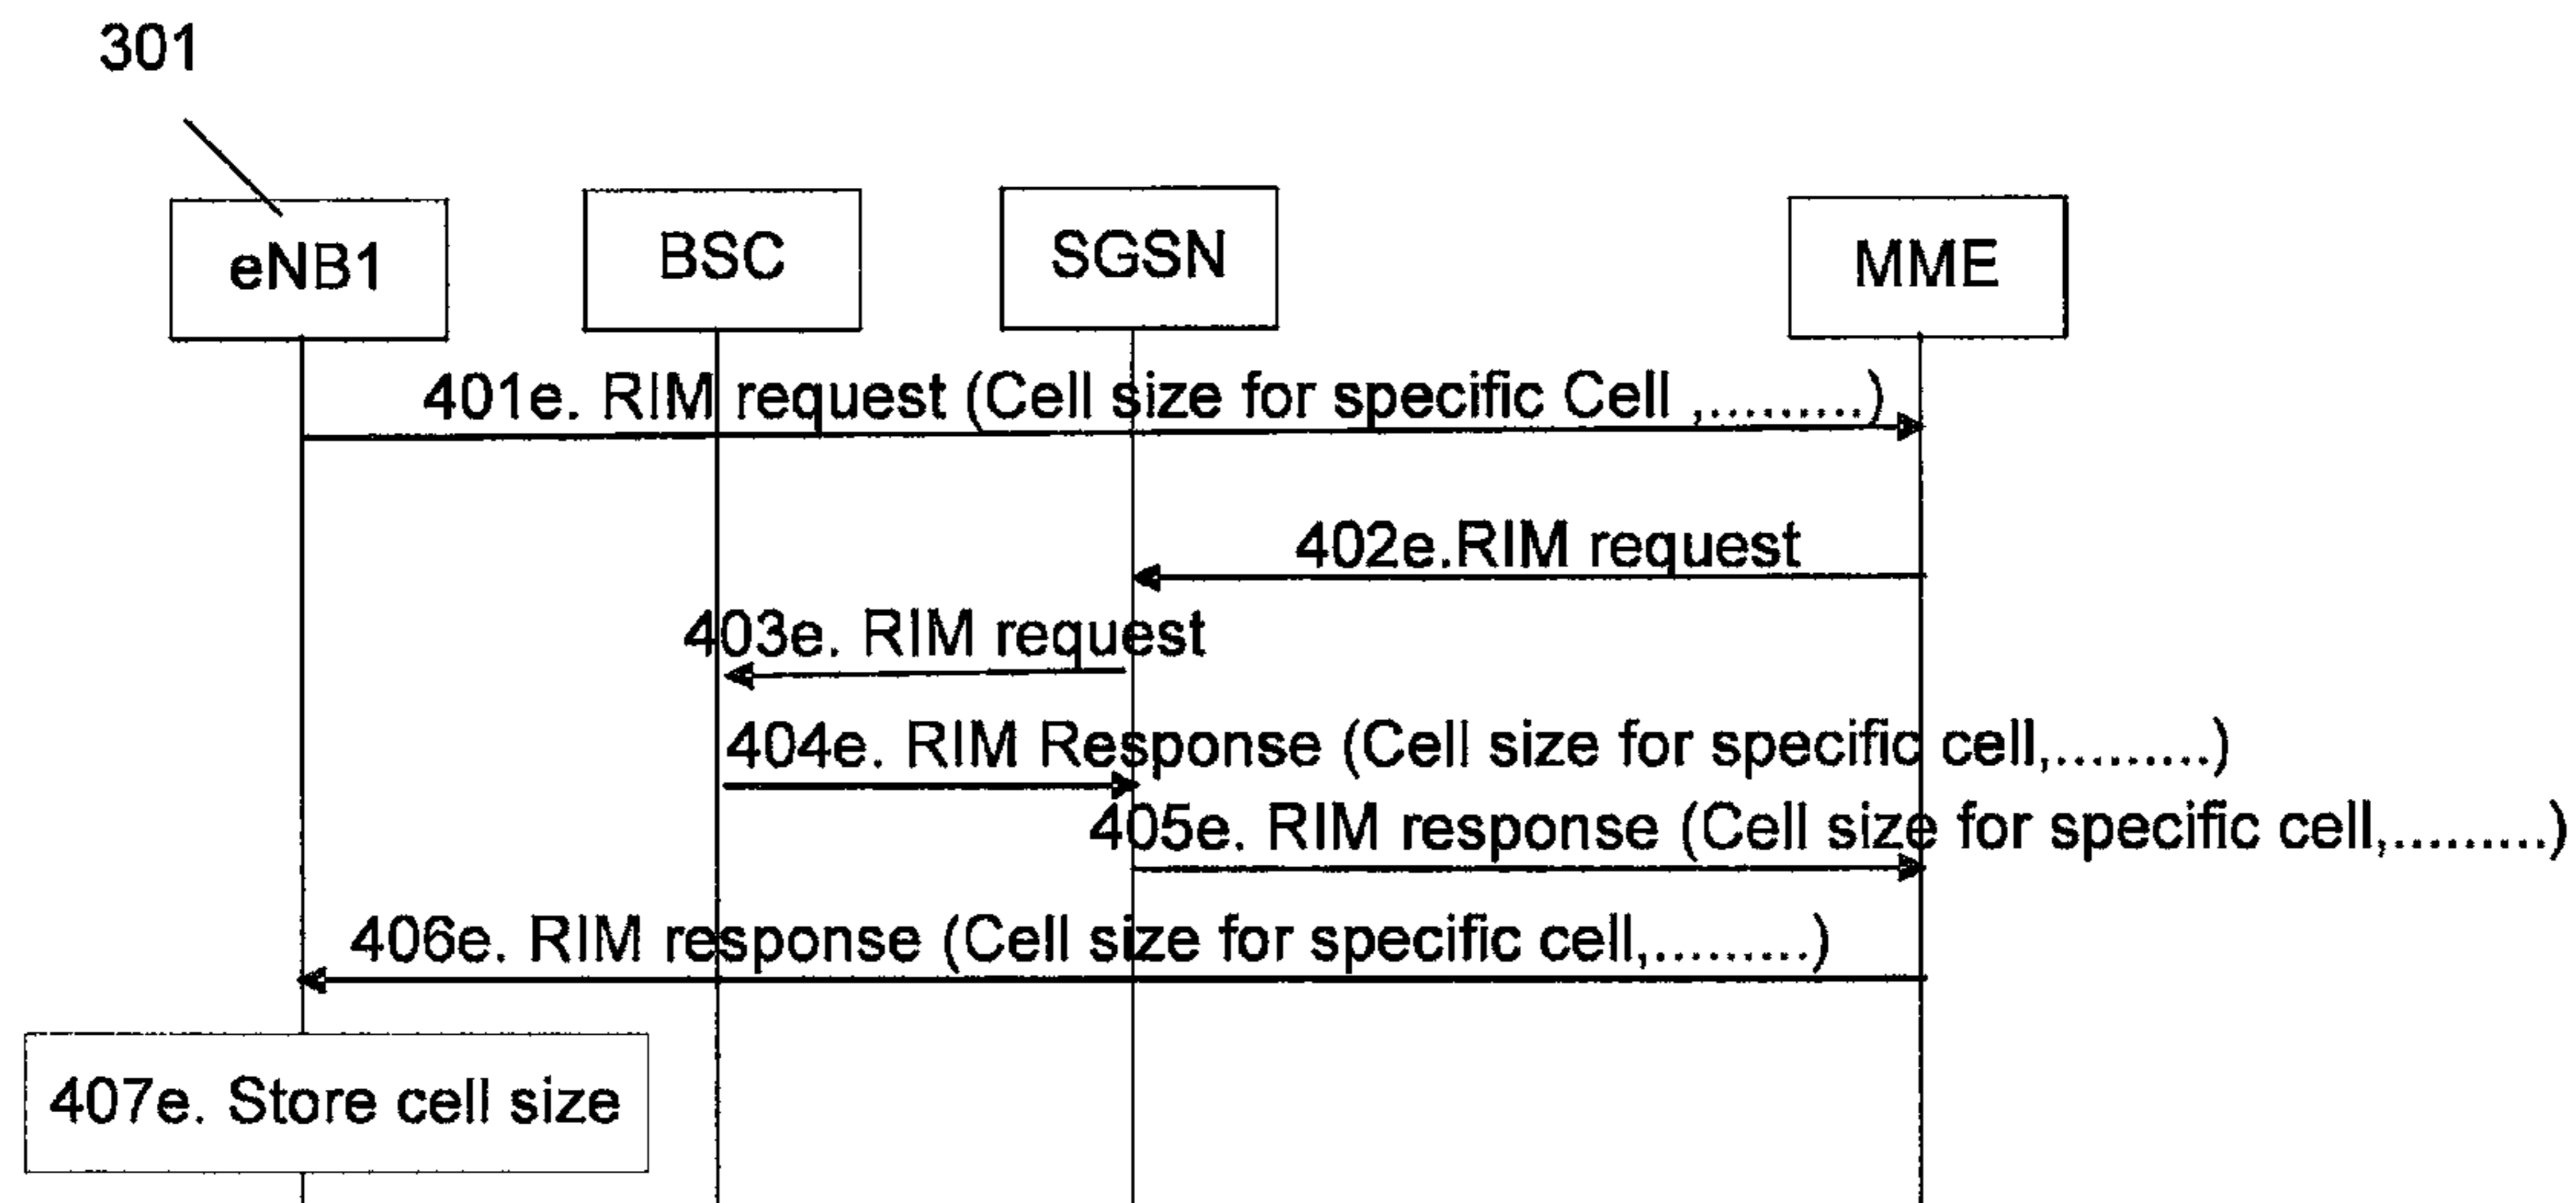 301
eNB1
BSC
SGSN
MME
401e. RIM request (Cell size for specific Cell ,..........)
402e.RIM request
403e. RIM request
404e. RIM Response (Cell size for specific cell,..........)
405e. RIM response (Cell size for specific cell,..........)
406e. RIM response (Cell size for specific cell,..........)
407e. Store cell size